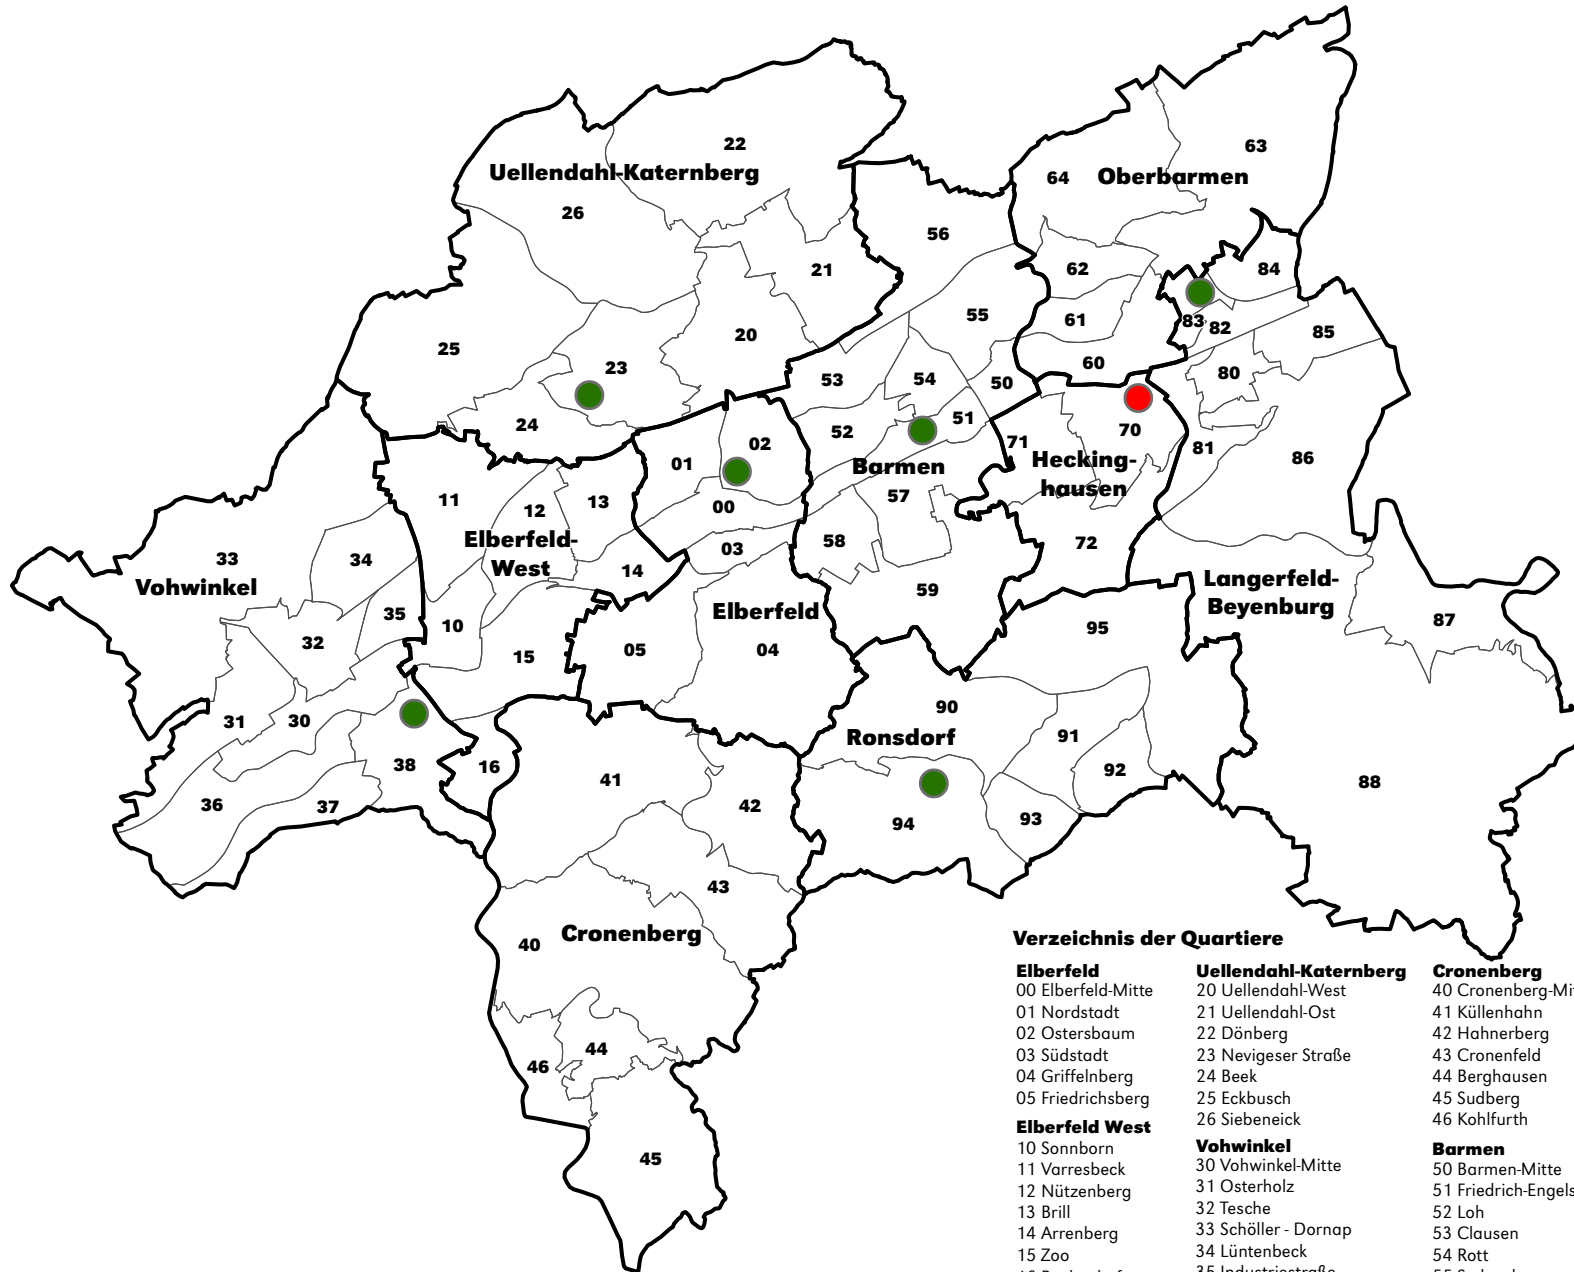 22
63
Uellendahl-Katernberg
64
Oberbarmen
26
56
62
84
21
55
61
83
82
85
20
25
23
53
54
50
60
80
24
52
51
70
02
71
01
81
86
Barmen
Hecking-
hausen
11
13
12
00
57
Elberfeld-
West
03
58
72
33
34
14
Vohwinkel
59
Langerfeld-
Beyenburg
35
Elberfeld
10
95
87
32
15
05
04
31
30
90
91
Ronsdorf
38
16
41
92
88
36
37
42
94
93
43
40
Cronenberg
46
44
45
Verzeichnis der Quartiere
Elberfeld
00 Elberfeld-Mitte
01 Nordstadt
02 Ostersbaum
03 Südstadt
04 Griffelnberg
05 Friedrichsberg
Elberfeld West
10 Sonnborn
11 Varresbeck
12 Nützenberg
13 Brill
14 Arrenberg
15 Zoo
Uellendahl-Katernberg
20 Uellendahl-West
21 Uellendahl-Ost
22 Dönberg
23 Nevigeser Straße
24 Beek
25 Eckbusch
26 Siebeneick
Vohwinkel
30 Vohwinkel-Mitte
31 Osterholz
32 Tesche
33 Schöller - Dornap
34 Lüntenbeck
35 Industriestraße
Cronenberg
40 Cronenberg-Mit
41 Küllenhahn
42 Hahnerberg
43 Cronenfeld
44 Berghausen
45 Sudberg
46 Kohlfurth
Barmen
50 Barmen-Mitte
51 Friedrich-Engels
52 Loh
53 Clausen
54 Rott